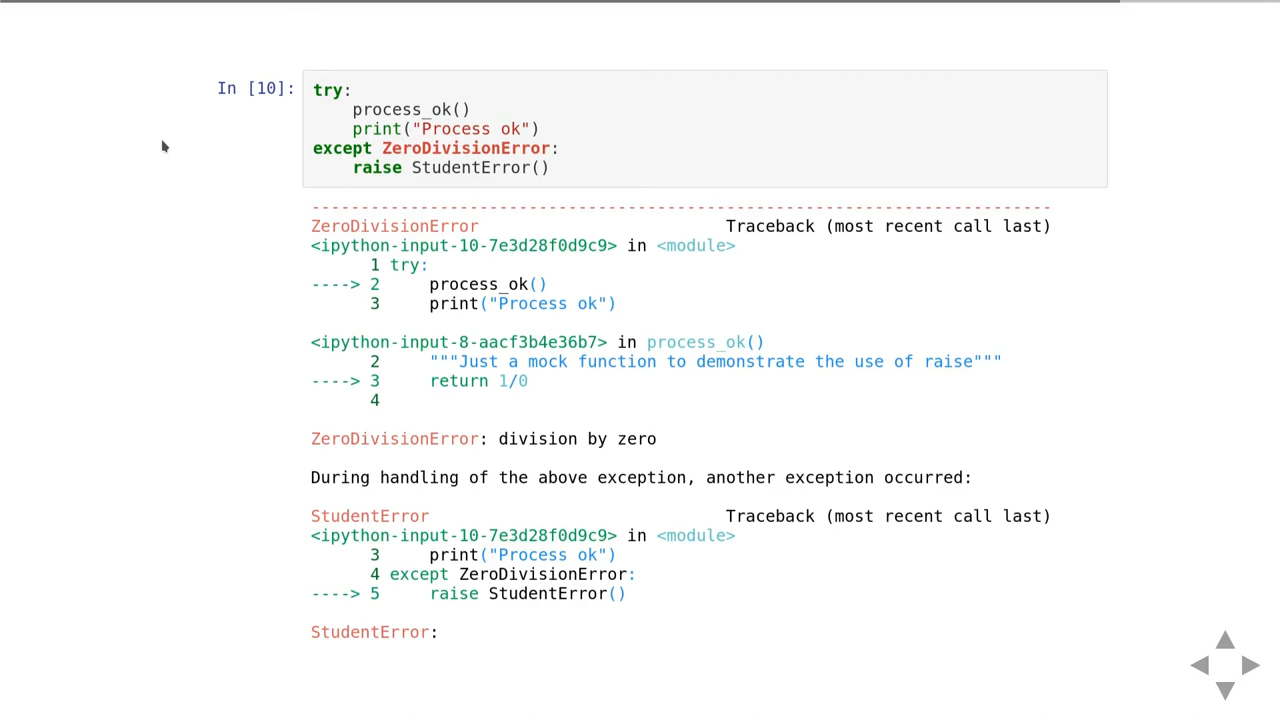 In [10]: try:
    process_ok()
    print("Process ok")
except ZeroDivisionError:
    raise StudentError()
---------------------------------------------------------------------------
ZeroDivisionError                         Traceback (most recent call last)
<ipython-input-10-7e3d28f0d9c9> in <module>
      1 try:
----> 2     process_ok()
      3     print("Process ok")
<ipython-input-8-aacf3b4e36b7> in process_ok()
      2     """Just a mock function to demonstrate the use of raise"""
----> 3     return 1/0
      4
ZeroDivisionError: division by zero
During handling of the above exception, another exception occurred:
StudentError                              Traceback (most recent call last)
<ipython-input-10-7e3d28f0d9c9> in <module>
      3     print("Process ok")
      4 except ZeroDivisionError:
----> 5     raise StudentError()
StudentError: